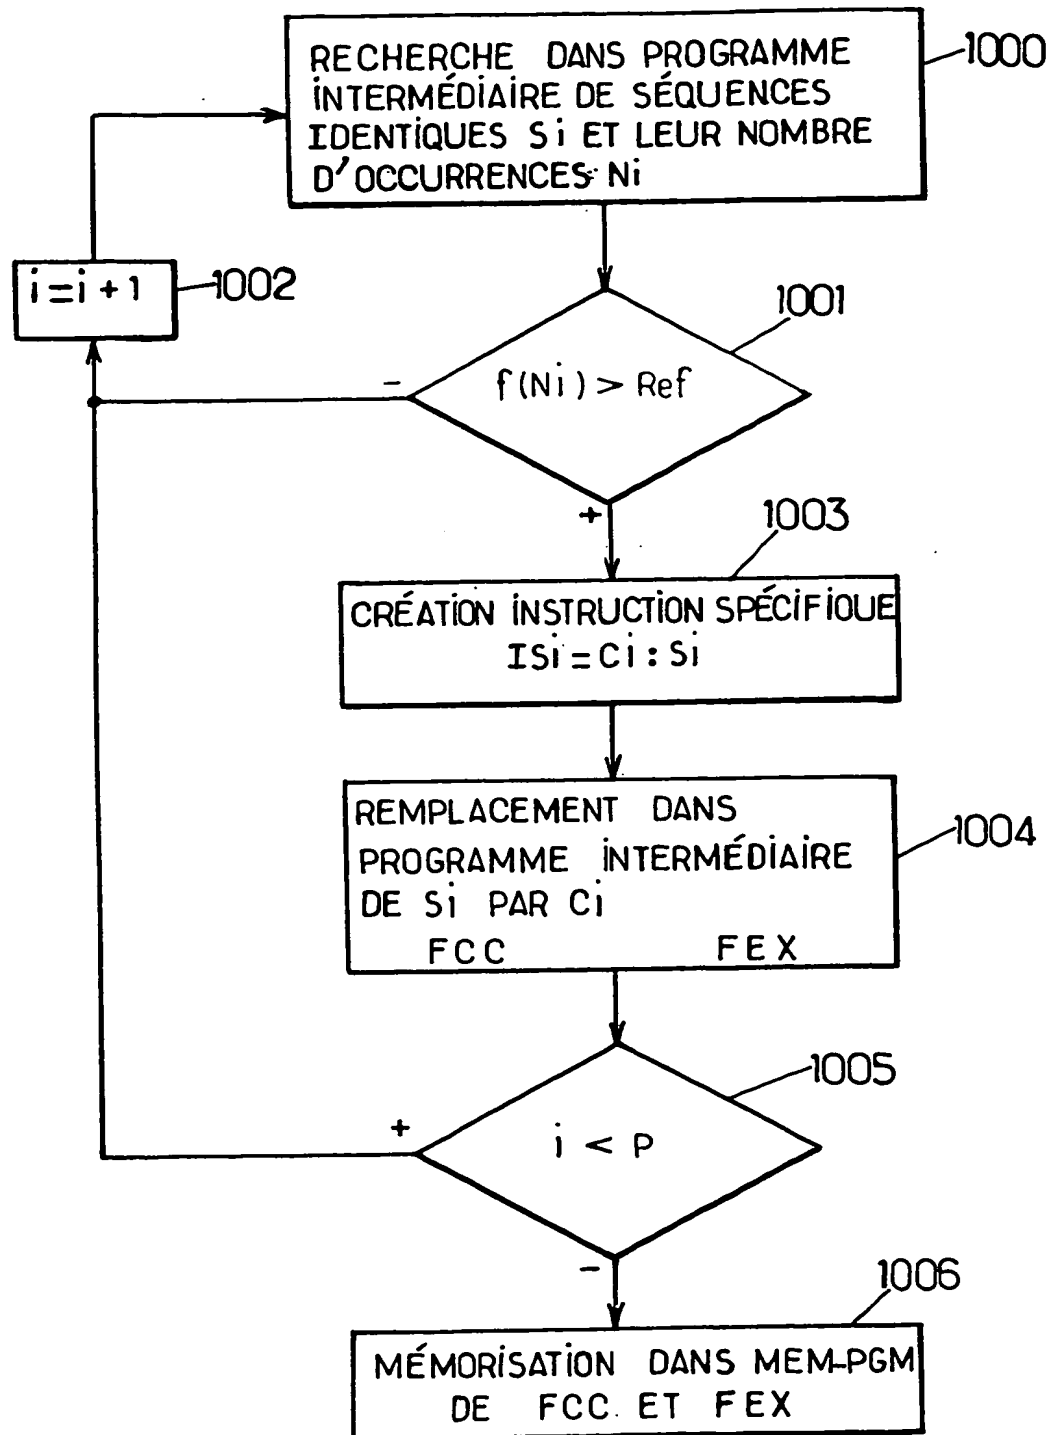 RECHERCHE DANS PROGRAMME
INTERMÉDIAIRE DE SÉQUENCES
IDENTIQUES Si ET LEUR NOMBRE
D'OCCURRENCES Ni
1000
i=i+1
1002
1001
f(Ni) > Ref
-
+
1003
CRÉATION INSTRUCTION SPÉCIFIQUE
ISi=Ci:Si
REMPLACEMENT DANS
PROGRAMME INTERMÉDIAIRE
DE Si PAR Ci
FCC FEX
1004
1005
+
i < P
-
1006
MÉMORISATION DANS MEM-PGM
DE FCC ET FEX